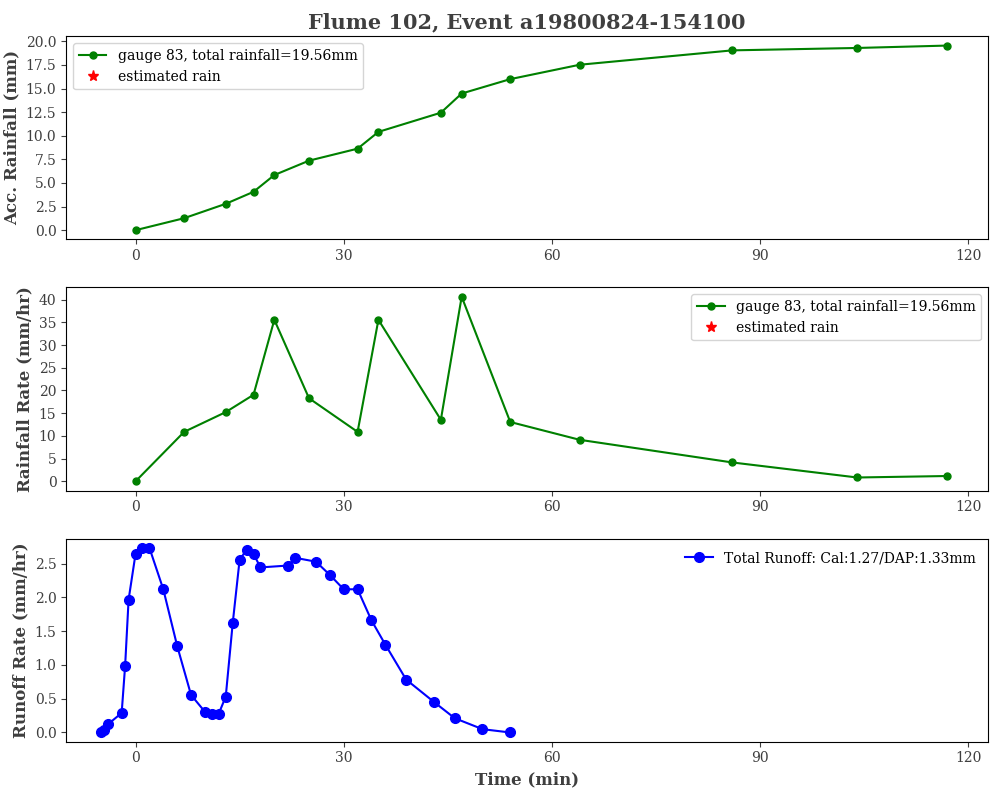 Flume 102, Event a19800824-154100
Acc. Rainfall (mm)
20.0
17.5
15.0
12.5
10.0
7.5
5.0
2.5
0.0
gauge 83, total rainfall=19.56mm
estimated rain
0 30 60 90 120
Rainfall Rate (mm/hr)
40
35
30
25
20
15
10
5
0
gauge 83, total rainfall=19.56mm
estimated rain
0 30 60 90 120
Runoff Rate (mm/hr)
2.5
2.0
1.5
1.0
0.5
0.0
Total Runoff: Cal:1.27/DAP:1.33mm
0 30 60 90 120
Time (min)